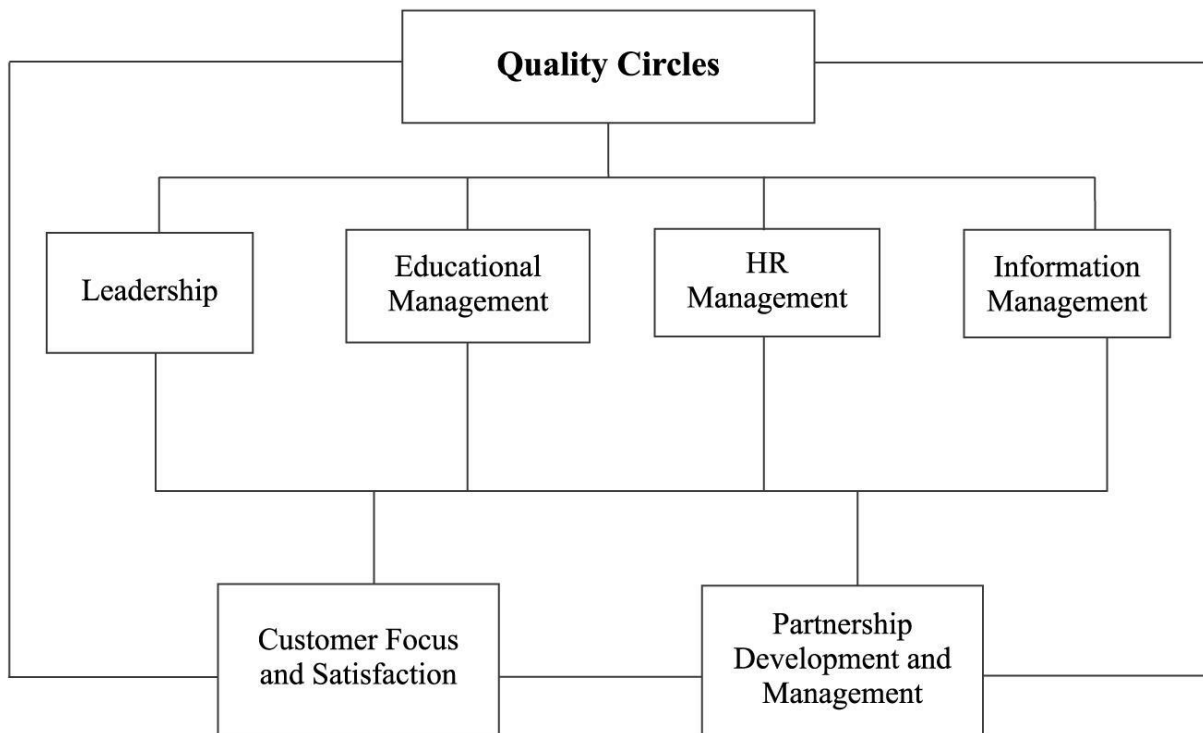 Quality Circles
Leadership
Educational
Management
HR
Management
Information
Management
Customer Focus
and Satisfaction
Partnership
Development and
Management